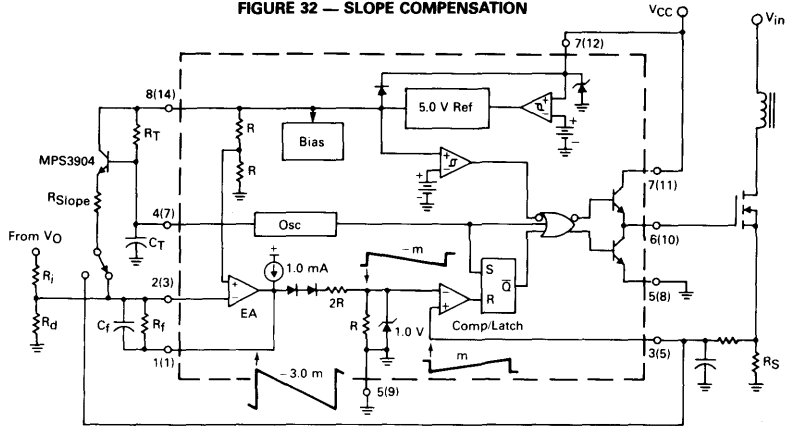 FIGURE 32 — SLOPE COMPENSATION
VCC
Vin
7(12)
8(14)
RT
R
R
Bias
5.0 V Ref
+
−
+
−
MPS3904
RSlope
+
−
+
−
7(11)
4(7)
Osc
6(10)
From VO
CT
+
1.0 mA
− m
S
Q
R
Ri
2(3)
+
−
EA
2R
−
+
5(8)
Rd
Cf
Rf
R
1.0 V
Comp/Latch
3(5)
1(1)
m
RS
− 3.0 m
5(9)